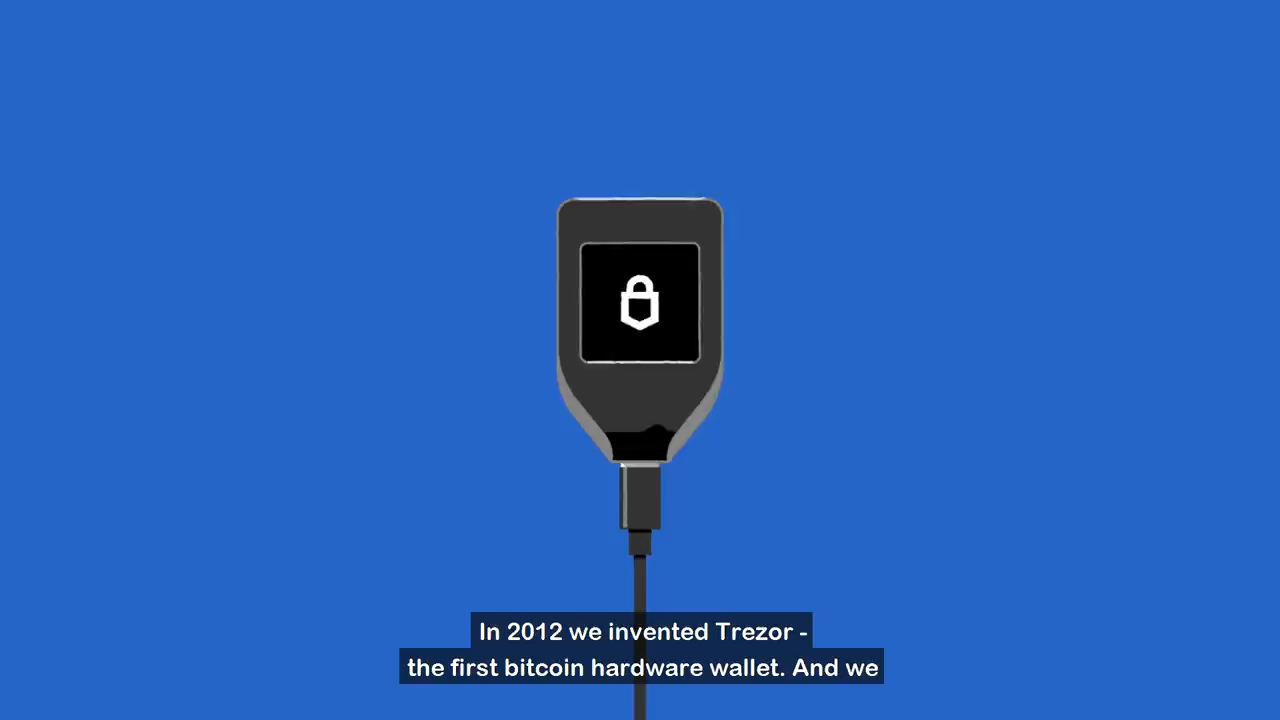 In 2012 we invented Trezor -
the first bitcoin hardware wallet. And we